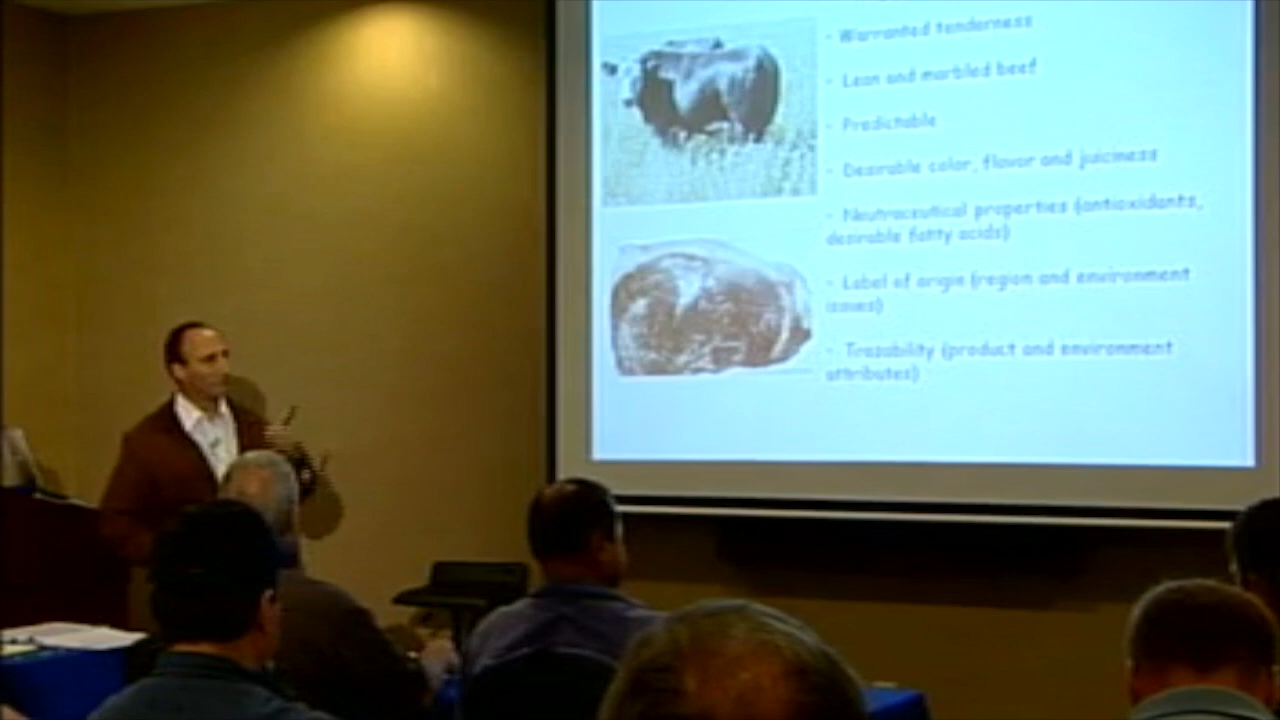 - Warranted tenderness
- Lean and marbled beef
- Predictable
- Desirable color, flavor and juiciness
- Neutraceutical properties (antioxidants,
desirable fatty acids)
- Label of origin (region and environment
issues)
- Trazability (product and environment
attributes)